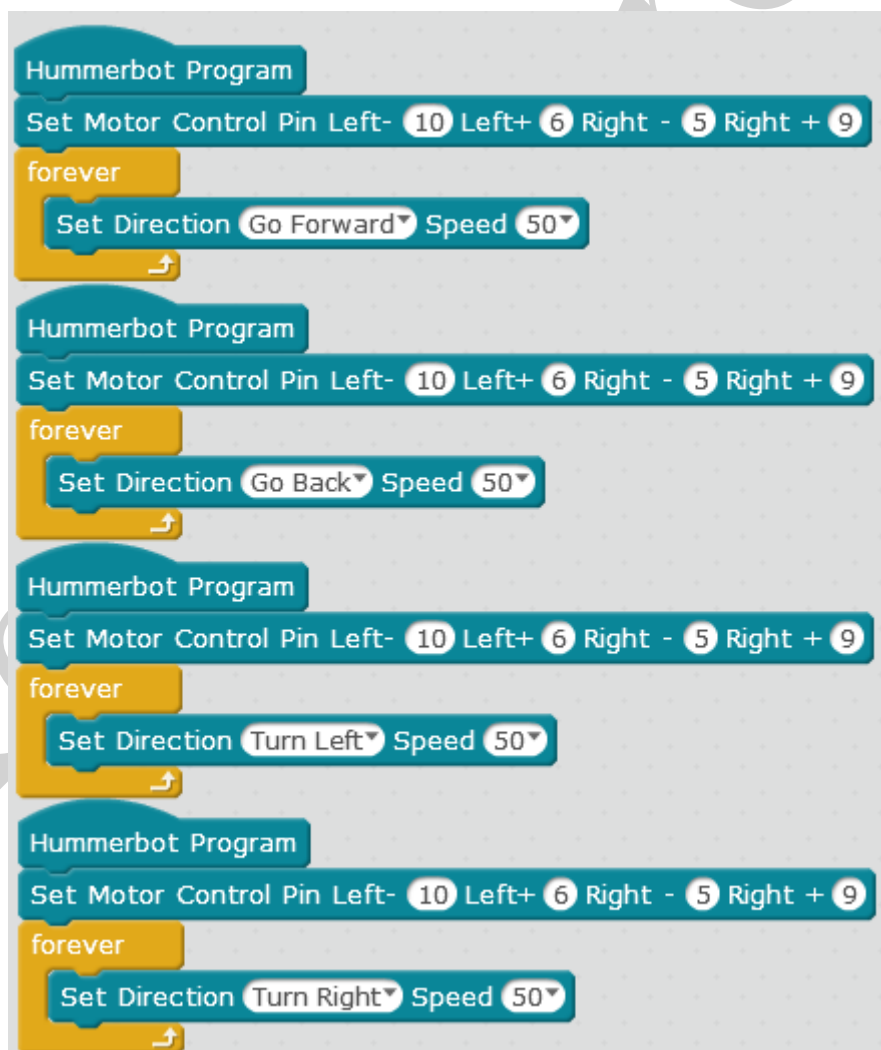 Hummerbot Program
Set Motor Control Pin Left- 10 Left+ 6 Right - 5 Right + 9
forever
Set Direction Go Forward Speed 50
Hummerbot Program
Set Motor Control Pin Left- 10 Left+ 6 Right - 5 Right + 9
forever
Set Direction Go Back Speed 50
Hummerbot Program
Set Motor Control Pin Left- 10 Left+ 6 Right - 5 Right + 9
forever
Set Direction Turn Left Speed 50
Hummerbot Program
Set Motor Control Pin Left- 10 Left+ 6 Right - 5 Right + 9
forever
Set Direction Turn Right Speed 50